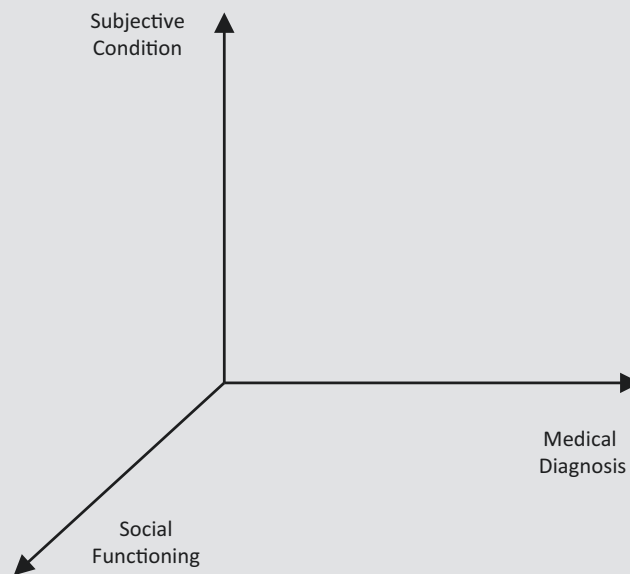 Subjective
Condition
Medical
Diagnosis
Social
Functioning